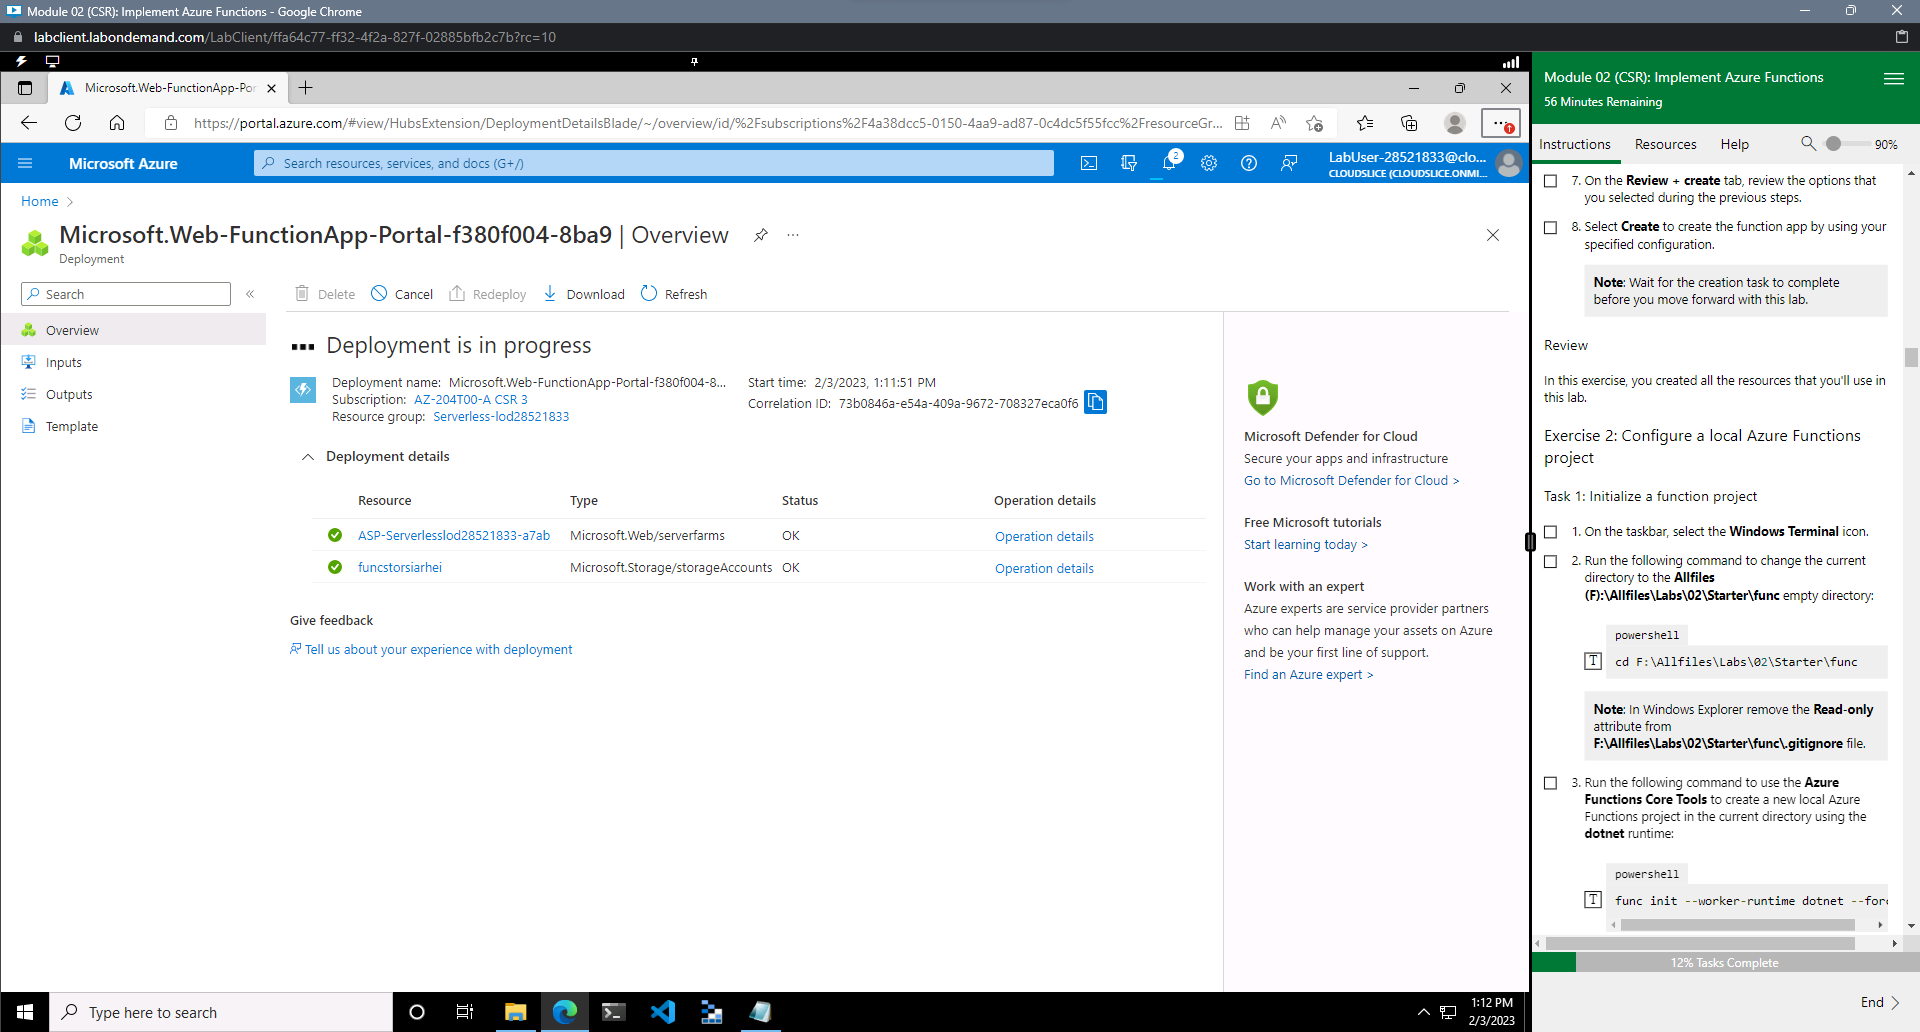 Module 02 (CSR): Implement Azure Functions - Google Chrome
labclient.labondemand.com/LabClient/ffa64c77-ff32-4f2a-827f-02885bfb2c7b?rc=10
Microsoft.Web-FunctionApp-Por
https://portal.azure.com/#view/HubsExtension/DeploymentDetailsBlade/~/overview/id/%2Fsubscriptions%2F4a38dcc5-0150-4aa9-ad87-0c4dc5f55fcc%2FresourceGr...
Microsoft Azure
Search resources, services, and docs (G+/)
2
LabUser-28521833@clo...
CLOUDSLICE (CLOUDSLICE.ONMI...
Home
Microsoft.Web-FunctionApp-Portal-f380f004-8ba9 | Overview
Deployment
Search
Delete
Cancel
Redeploy
Download
Refresh
Overview
Inputs
Outputs
Template
Deployment is in progress
Deployment name: Microsoft.Web-FunctionApp-Portal-f380f004-8...
Subscription: AZ-204T00-A CSR 3
Resource group: Serverless-lod28521833
Start time: 2/3/2023, 1:11:51 PM
Correlation ID: 73b0846a-e54a-409a-9672-708327eca0f6
Deployment details
Resource Type Status Operation details
ASP-Serverlesslod28521833-a7ab Microsoft.Web/serverfarms OK Operation details
funcstorsiarhei Microsoft.Storage/storageAccounts OK Operation details
Give feedback
Tell us about your experience with deployment
Microsoft Defender for Cloud
Secure your apps and infrastructure
Go to Microsoft Defender for Cloud >
Free Microsoft tutorials
Start learning today >
Work with an expert
Azure experts are service provider partners
who can help manage your assets on Azure
and be your first line of support.
Find an Azure expert >
Module 02 (CSR): Implement Azure Functions
56 Minutes Remaining
Instructions Resources Help 90%
7. On the Review + create tab, review the options that
you selected during the previous steps.
8. Select Create to create the function app by using your
specified configuration.
Note: Wait for the creation task to complete
before you move forward with this lab.
Review
In this exercise, you created all the resources that you'll use in
this lab.
Exercise 2: Configure a local Azure Functions
project
Task 1: Initialize a function project
1. On the taskbar, select the Windows Terminal icon.
2. Run the following command to change the current
directory to the Allfiles
(F):\Allfiles\Labs\02\Starter\func empty directory:
powershell
T
cd F:\Allfiles\Labs\02\Starter\func
Note: In Windows Explorer remove the Read-only
attribute from
F:\Allfiles\Labs\02\Starter\func\.gitignore file.
3. Run the following command to use the Azure
Functions Core Tools to create a new local Azure
Functions project in the current directory using the
dotnet runtime:
powershell
T
func init --worker-runtime dotnet --forc
12% Tasks Complete
End
Type here to search
1:12 PM
2/3/2023